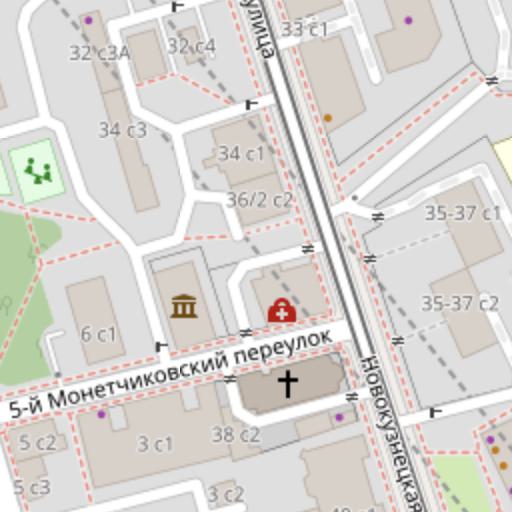 улица
33 с1
32 с3А
32 с4
34 с3
34 с1
36/2 с2
35-37 с1
35-37 с2
6 с1
5-й Монетчиковский переулок
Новокузнецкая
5 с2
3 с1
38 с2
5 с3
3 с2